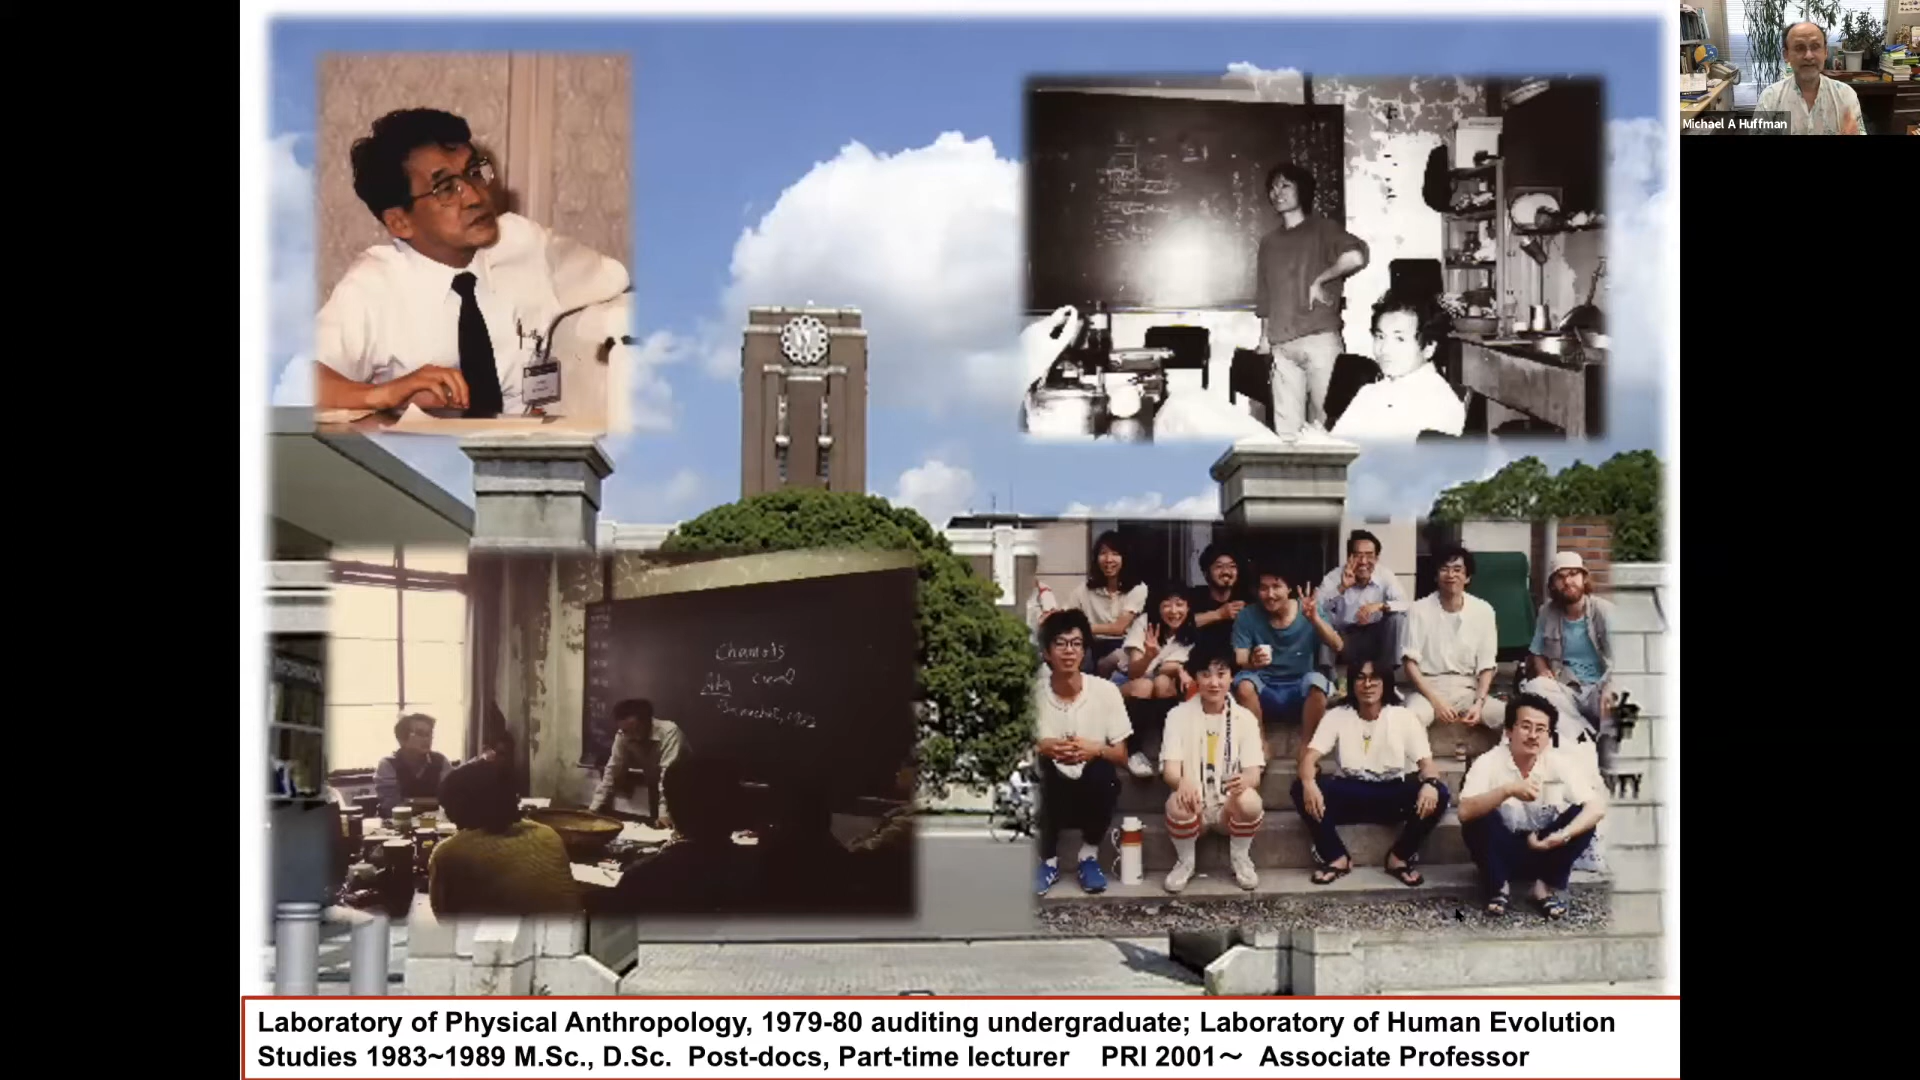 Michael A Huffman
Chamois
INFORMATION
Laboratory of Physical Anthropology, 1979-80 auditing undergraduate; Laboratory of Human Evolution
Studies 1983~1989 M.Sc., D.Sc. Post-docs, Part-time lecturer PRI 2001～ Associate Professor